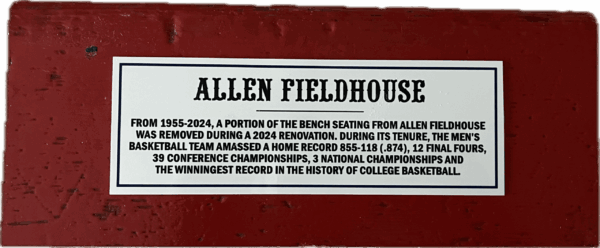 ALLEN FIELDHOUSE
FROM 1955-2024, A PORTION OF THE BENCH SEATING FROM ALLEN FIELDHOUSE
WAS REMOVED DURING A 2024 RENOVATION. DURING ITS TENURE, THE MEN'S
BASKETBALL TEAM AMASSED A HOME RECORD 855-118 (.874), 12 FINAL FOURS,
39 CONFERENCE CHAMPIONSHIPS, 3 NATIONAL CHAMPIONSHIPS AND
THE WINNINGEST RECORD IN THE HISTORY OF COLLEGE BASKETBALL.